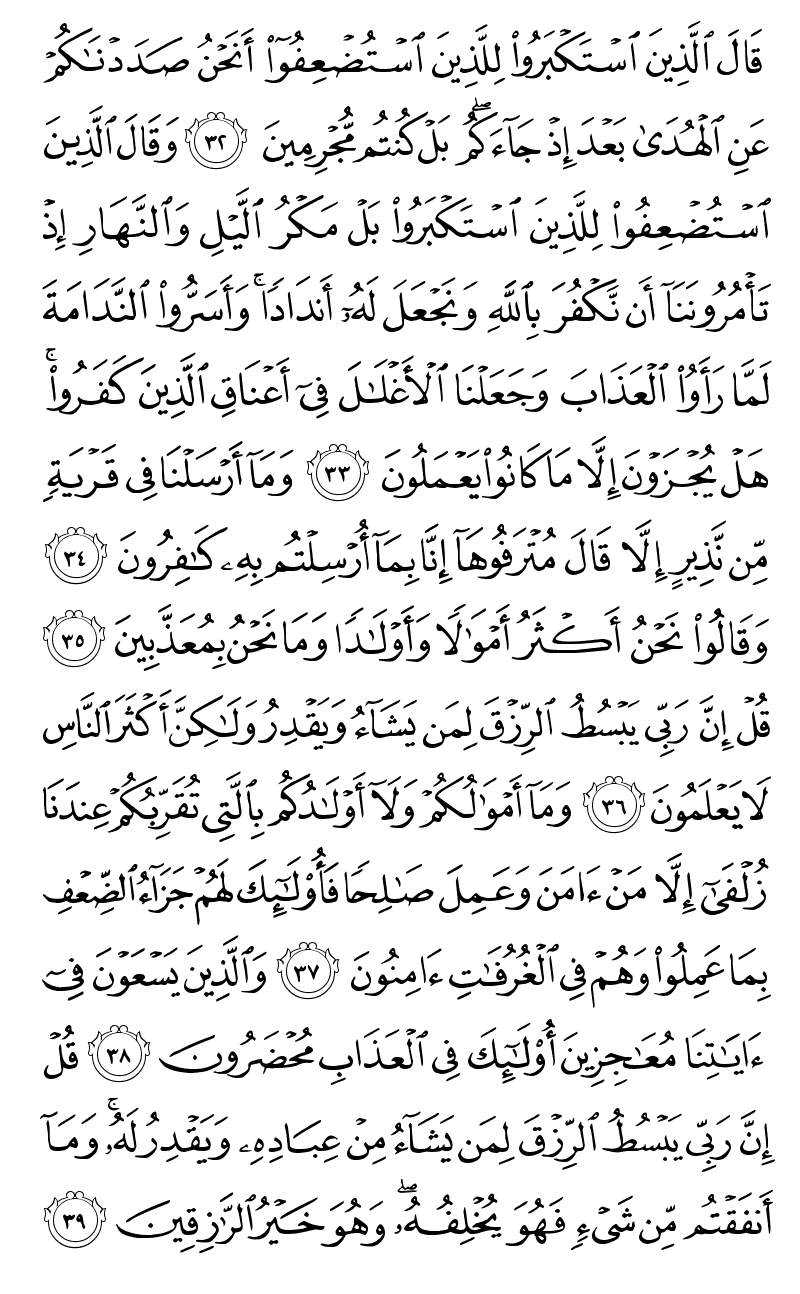 قَالَ ٱلَّذِينَ ٱسۡتَكۡبَرُواْ لِلَّذِينَ ٱسۡتُضۡعِفُوٓاْ أَنَحۡنُ صَدَدۡنَٰكُمۡ
عَنِ ٱلۡهُدَىٰ بَعۡدَ إِذۡ جَآءَكُمۖ بَلۡ كُنتُم مُّجۡرِمِينَ ٣٢ وَقَالَ ٱلَّذِينَ
ٱسۡتُضۡعِفُواْ لِلَّذِينَ ٱسۡتَكۡبَرُواْ بَلۡ مَكۡرُ ٱلَّيۡلِ وَٱلنَّهَارِ إِذۡ
تَأۡمُرُونَنَآ أَن نَّكۡفُرَ بِٱللَّهِ وَنَجۡعَلَ لَهُۥٓ أَندَادٗاۚ وَأَسَرُّواْ ٱلنَّدَامَةَ
لَمَّا رَأَوُاْ ٱلۡعَذَابَ وَجَعَلۡنَا ٱلۡأَغۡلَٰلَ فِيٓ أَعۡنَاقِ ٱلَّذِينَ كَفَرُواْۚ
هَلۡ يُجۡزَوۡنَ إِلَّا مَا كَانُواْ يَعۡمَلُونَ ٣٣ وَمَآ أَرۡسَلۡنَا فِي قَرۡيَةٖ
مِّن نَّذِيرٍ إِلَّا قَالَ مُتۡرَفُوهَآ إِنَّا بِمَآ أُرۡسِلۡتُم بِهِۦ كَٰفِرُونَ ٣٤
وَقَالُواْ نَحۡنُ أَكۡثَرُ أَمۡوَٰلٗا وَأَوۡلَٰدٗا وَمَا نَحۡنُ بِمُعَذَّبِينَ ٣٥
قُلۡ إِنَّ رَبِّي يَبۡسُطُ ٱلرِّزۡقَ لِمَن يَشَآءُ وَيَقۡدِرُ وَلَٰكِنَّ أَكۡثَرَ ٱلنَّاسِ
لَا يَعۡلَمُونَ ٣٦ وَمَآ أَمۡوَٰلُكُمۡ وَلَآ أَوۡلَٰدُكُم بِٱلَّتِي تُقَرِّبُكُمۡ عِندَنَا
زُلۡفَىٰٓ إِلَّا مَنۡ ءَامَنَ وَعَمِلَ صَٰلِحٗا فَأُوْلَٰٓئِكَ لَهُمۡ جَزَآءُ ٱلضِّعۡفِ
بِمَا عَمِلُواْ وَهُمۡ فِي ٱلۡغُرُفَٰتِ ءَامِنُونَ ٣٧ وَٱلَّذِينَ يَسۡعَوۡنَ فِيٓ
ءَايَٰتِنَا مُعَٰجِزِينَ أُوْلَٰٓئِكَ فِي ٱلۡعَذَابِ مُحۡضَرُونَ ٣٨ قُلۡ
إِنَّ رَبِّي يَبۡسُطُ ٱلرِّزۡقَ لِمَن يَشَآءُ مِنۡ عِبَادِهِۦ وَيَقۡدِرُ لَهُۥۚ وَمَآ
أَنفَقۡتُم مِّن شَيۡءٖ فَهُوَ يُخۡلِفُهُۥۖ وَهُوَ خَيۡرُ ٱلرَّٰزِقِينَ ٣٩